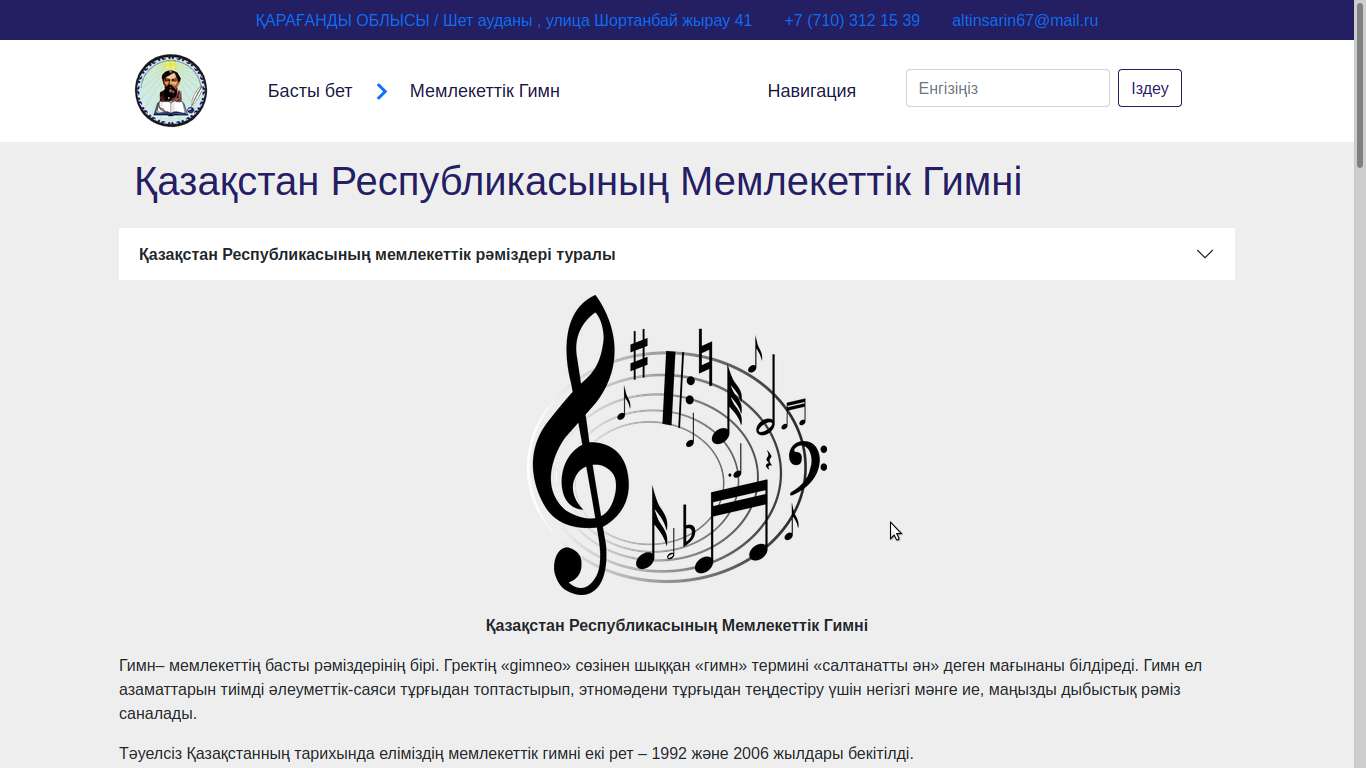 ҚАРАҒАНДЫ ОБЛЫСЫ / Шет ауданы , улица Шортанбай жырау 41 +7 (710) 312 15 39 altinsarin67@mail.ru
Басты бет Мемлекеттік Гимн Навигация Енгізіңіз Іздеу
Қазақстан Республикасының Мемлекеттік Гимні
Қазақстан Республикасының мемлекеттік рәміздері туралы
Қазақстан Республикасының Мемлекеттік Гимні
Гимн– мемлекеттің басты рәміздерінің бірі. Гректің «gimneo» сөзінен шыққан «гимн» термині «салтанатты ән» деген мағынаны білдіреді. Гимн ел
азаматтарын тиімді әлеуметтік-саяси тұрғыдан топтастырып, этномәдени тұрғыдан теңдестіру үшін негізгі мәнге ие, маңызды дыбыстық рәміз
саналады.
Тәуелсіз Қазақстанның тарихында еліміздің мемлекеттік гимні екі рет – 1992 және 2006 жылдары бекітілді.